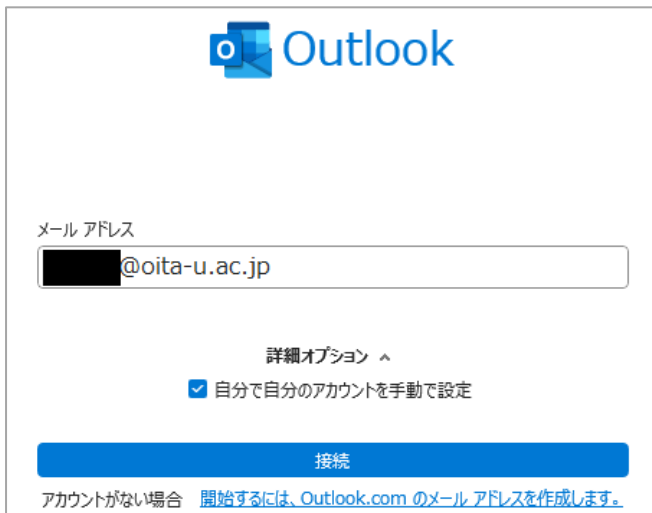 Outlook
メール アドレス
@oita-u.ac.jp
詳細オプション
自分で自分のアカウントを手動で設定
接続
アカウントがない場合 開始するには、Outlook.com のメール アドレスを作成します。